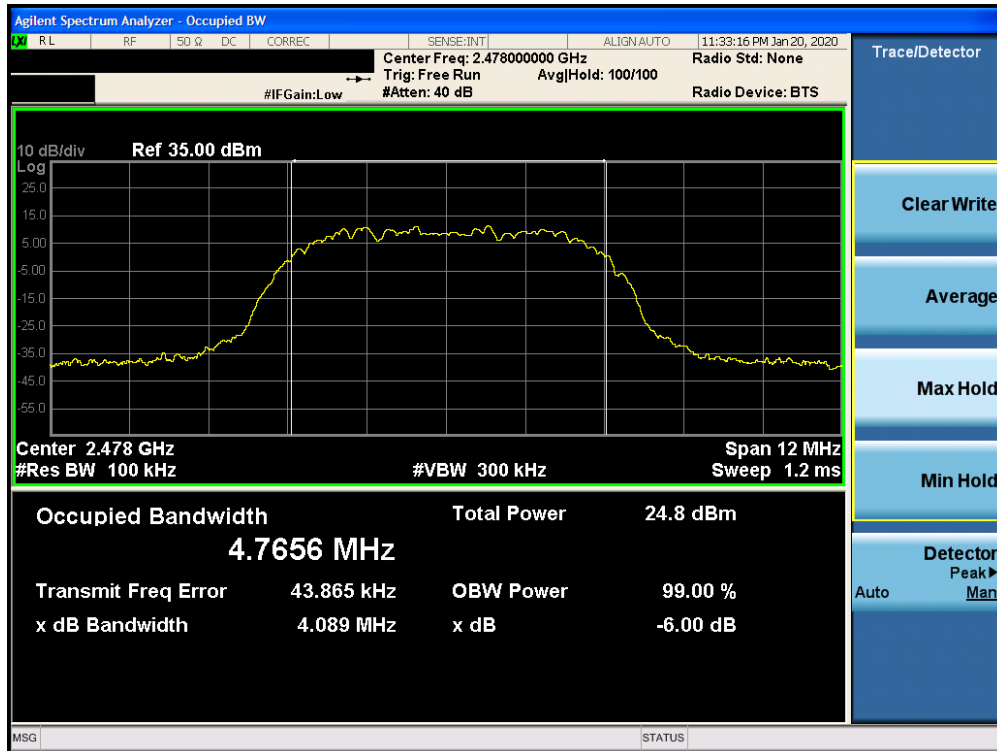 Agilent Spectrum Analyzer - Occupied BW
LXI RL RF 50 Ω DC CORREC SENSE:INT ALIGN AUTO 11:33:16 PM Jan 20, 2020
Center Freq: 2.478000000 GHz Radio Std: None
Trig: Free Run Avg|Hold: 100/100
#IFGain:Low #Atten: 40 dB Radio Device: BTS
Trace/Detector
10 dB/div Ref 35.00 dBm
Log
25.0
15.0
5.00
-5.00
-15.0
-25.0
-35.0
-45.0
-55.0
Center 2.478 GHz Span 12 MHz
#Res BW 100 kHz #VBW 300 kHz Sweep 1.2 ms
Occupied Bandwidth Total Power 24.8 dBm
4.7656 MHz
Transmit Freq Error 43.865 kHz OBW Power 99.00 %
x dB Bandwidth 4.089 MHz x dB -6.00 dB
Clear Write
Average
Max Hold
Min Hold
Detector
Peak▶
Auto Man
MSG STATUS